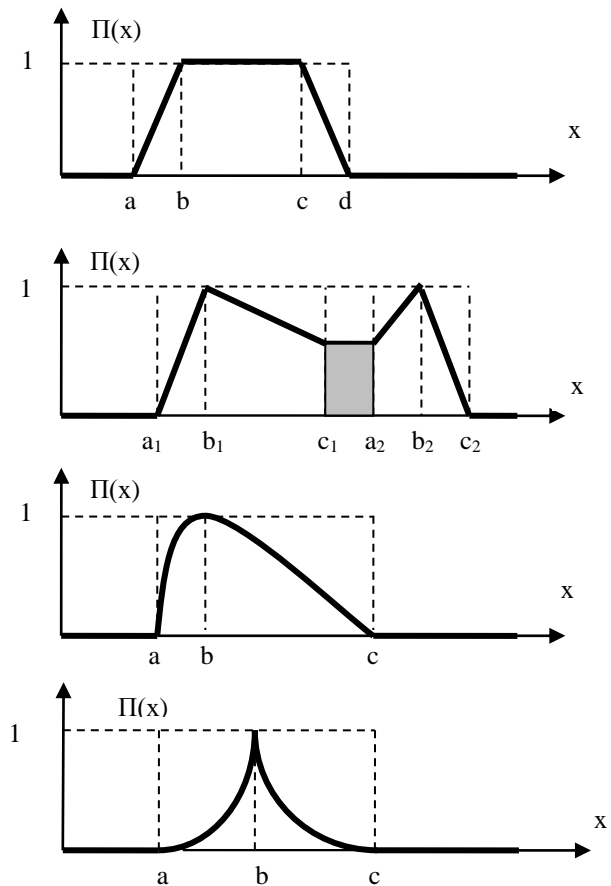 Π(x)
1
x
a b c d
Π(x)
1
x
a₁ b₁ c₁ a₂ b₂ c₂
Π(x)
1
x
a b c
Π(x)
1
x
a b c